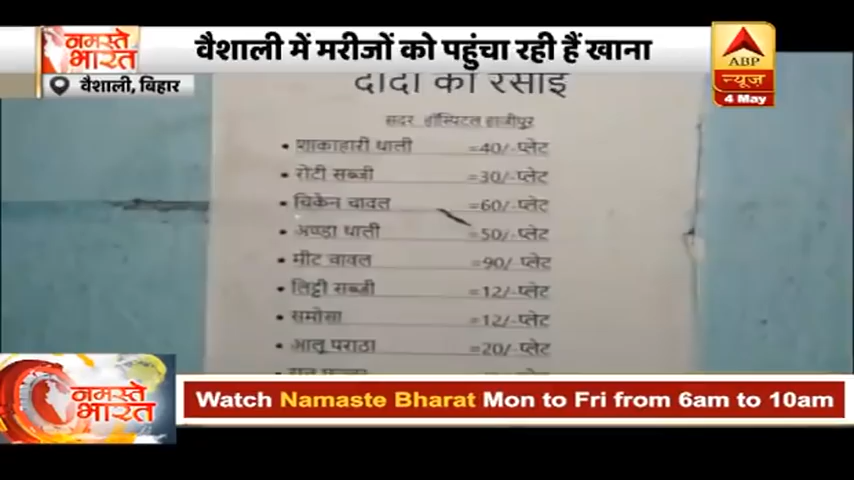 नमस्ते भारत
वैशाली में मरीजों को पहुंचा रही हैं खाना
ABP
न्यूज़
4 May
वैशाली, बिहार
दादी की रसोई
सदर हॉस्पिटल हाजीपुर
• शाकाहारी थाली =40/-प्लेट
• रोटी सब्जी =30/-प्लेट
• चिकेन चावल =60/-प्लेट
• अण्डा थाली =50/-प्लेट
• मीट चावल =90/-प्लेट
• लिट्टी सब्जी =12/-प्लेट
• समोसा =12/-प्लेट
• आलू पराठा =20/-प्लेट
नमस्ते भारत
Watch Namaste Bharat Mon to Fri from 6am to 10am